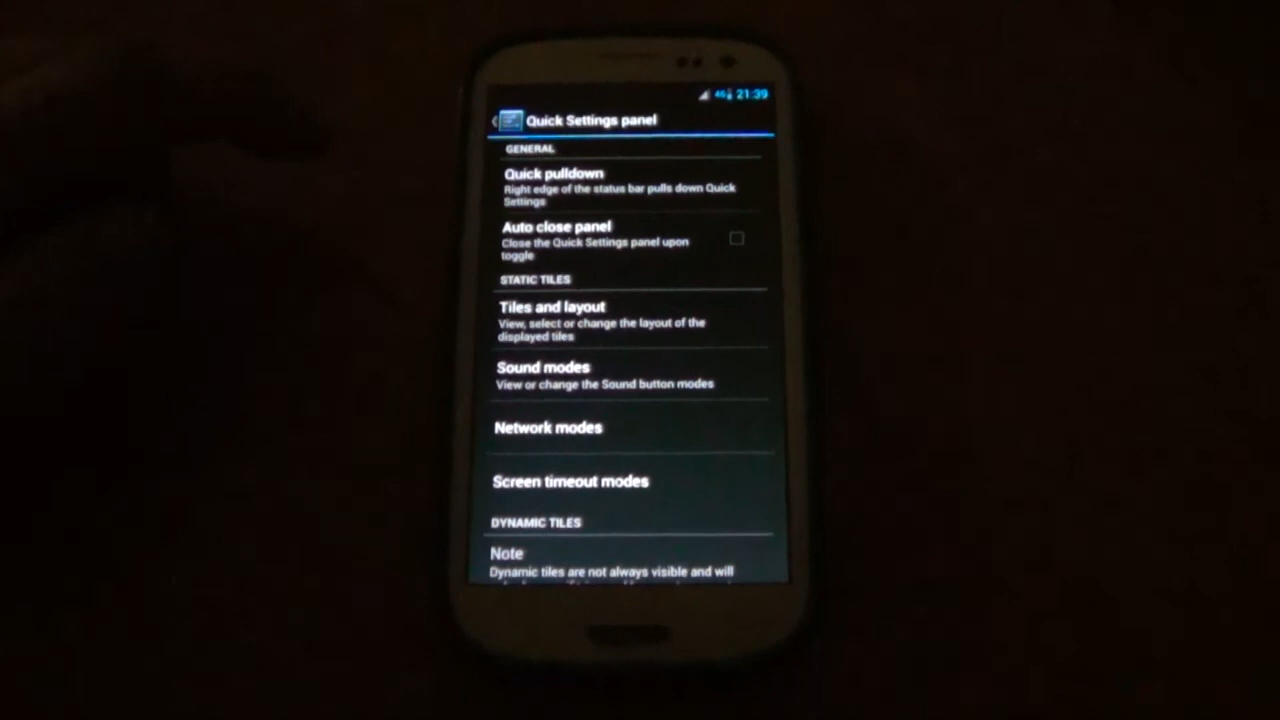 21:39
Quick Settings panel
GENERAL
Quick pulldown
Right edge of the status bar pulls down Quick
Settings
Auto close panel
Close the Quick Settings panel upon
toggle
STATIC TILES
Tiles and layout
View, select or change the layout of the
displayed tiles
Sound modes
View or change the Sound button modes
Network modes
Screen timeout modes
DYNAMIC TILES
Note
Dynamic tiles are not always visible and will